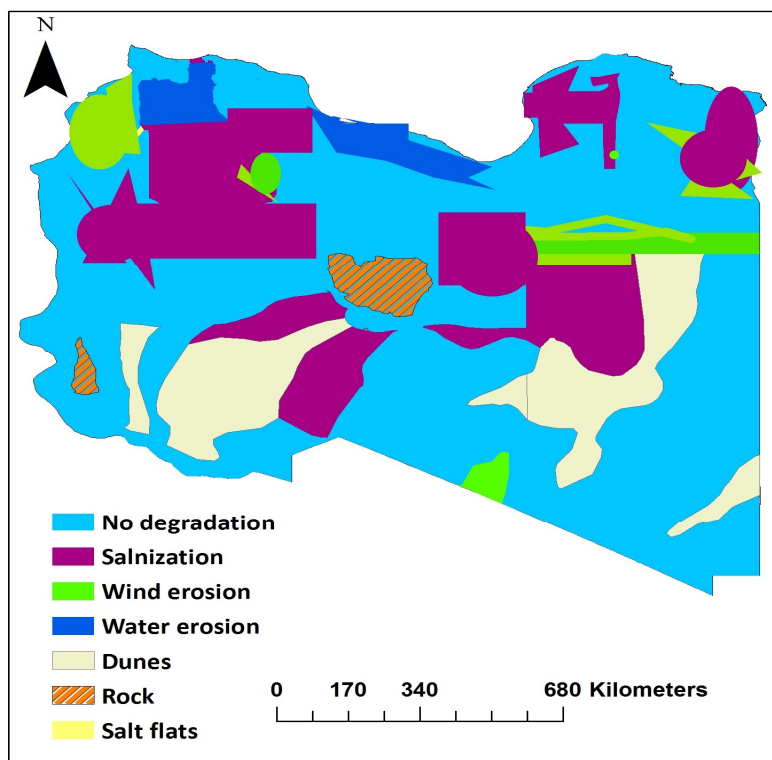 N
No degradation
Salnization
Wind erosion
Water erosion
Dunes
Rock
Salt flats
0 170 340 680 Kilometers